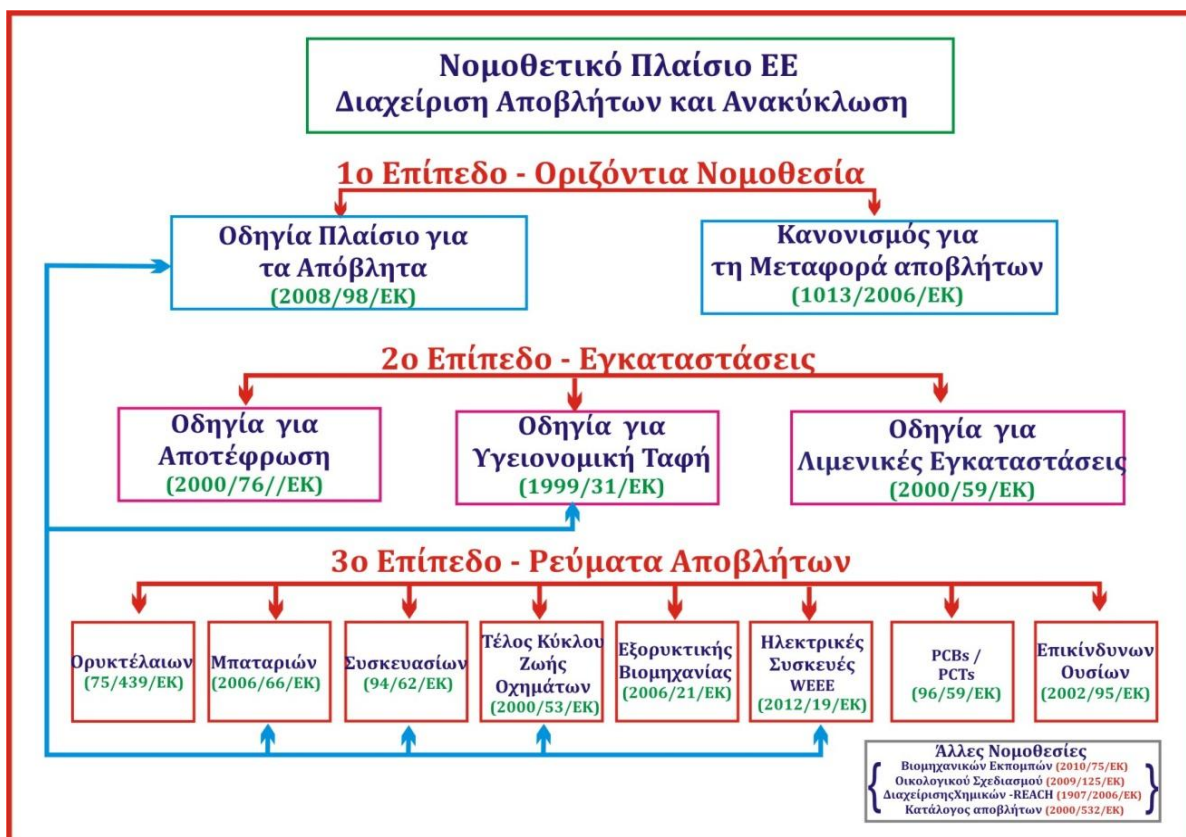 Νομοθετικό Πλαίσιο ΕΕ
Διαχείριση Αποβλήτων και Ανακύκλωση
1ο Επίπεδο - Οριζόντια Νομοθεσία
Οδηγία Πλαίσιο για
τα Απόβλητα
(2008/98/ΕΚ)
Κανονισμός για
τη Μεταφορά αποβλήτων
(1013/2006/ΕΚ)
2ο Επίπεδο - Εγκαταστάσεις
Οδηγία για
Αποτέφρωση
(2000/76//ΕΚ)
Οδηγία για
Υγειονομική Ταφή
(1999/31/ΕΚ)
Οδηγία για
Λιμενικές Εγκαταστάσεις
(2000/59/ΕΚ)
3ο Επίπεδο - Ρεύματα Αποβλήτων
Ορυκτέλαιων
(75/439/ΕΚ)
Μπαταριών
(2006/66/ΕΚ)
Συσκευασίων
(94/62/ΕΚ)
Τέλος Κύκλου
Ζωής
Οχημάτων
(2000/53/ΕΚ)
Εξορυκτικής
Βιομηχανίας
(2006/21/ΕΚ)
Ηλεκτρικές
Συσκευές
WEEE
(2012/19/ΕΚ)
PCBs /
PCTs
(96/59/ΕΚ)
Επικίνδυνων
Ουσίων
(2002/95/ΕΚ)
Άλλες Νομοθεσίες
Βιομηχανικών Εκπομπών (2010/75/ΕΚ)
Οικολογικού Σχεδιασμού (2009/125/ΕΚ)
ΔιαχείρισηςΧημικών -REACH (1907/2006/ΕΚ)
Κατάλογος αποβλήτων (2000/532/ΕΚ)